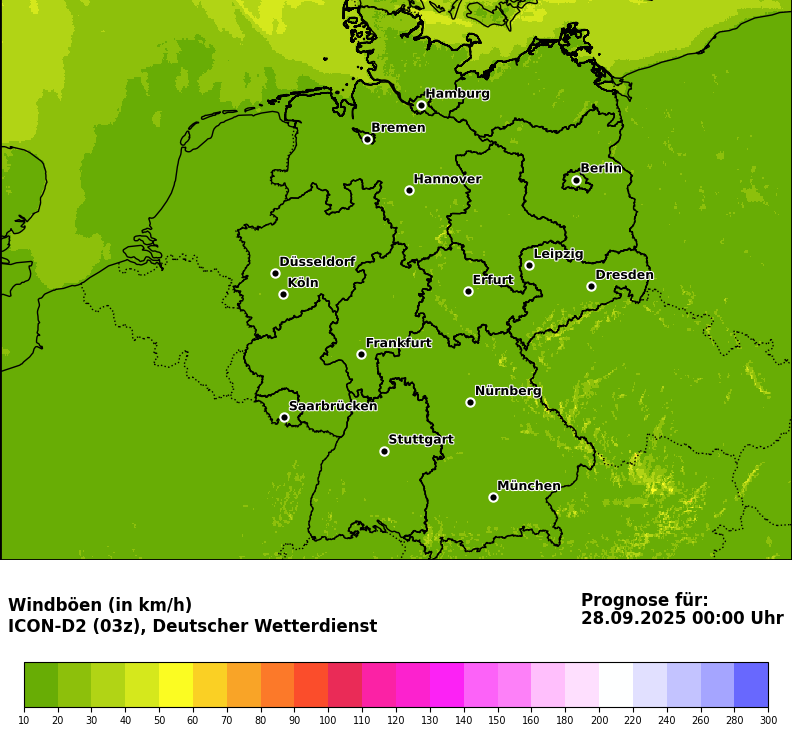 Hamburg
Bremen
Berlin
Hannover
Leipzig
Düsseldorf
Dresden
Köln
Erfurt
Frankfurt
Nürnberg
Saarbrücken
Stuttgart
München
Windböen (in km/h)
ICON-D2 (03z), Deutscher Wetterdienst
Prognose für:
28.09.2025 00:00 Uhr
10 20 30 40 50 60 70 80 90 100 110 120 130 140 150 160 180 200 220 240 260 280 300